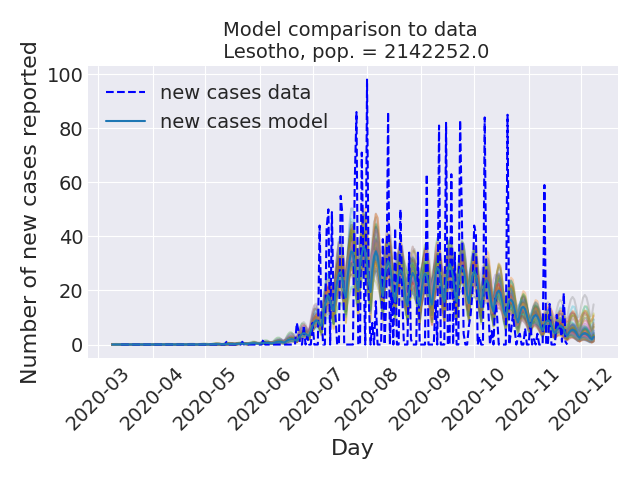 Model comparison to data
Lesotho, pop. = 2142252.0
Number of new cases reported
100
80
60
40
20
0
new cases data
new cases model
2020-03
2020-04
2020-05
2020-06
2020-07
2020-08
2020-09
2020-10
2020-11
2020-12
Day